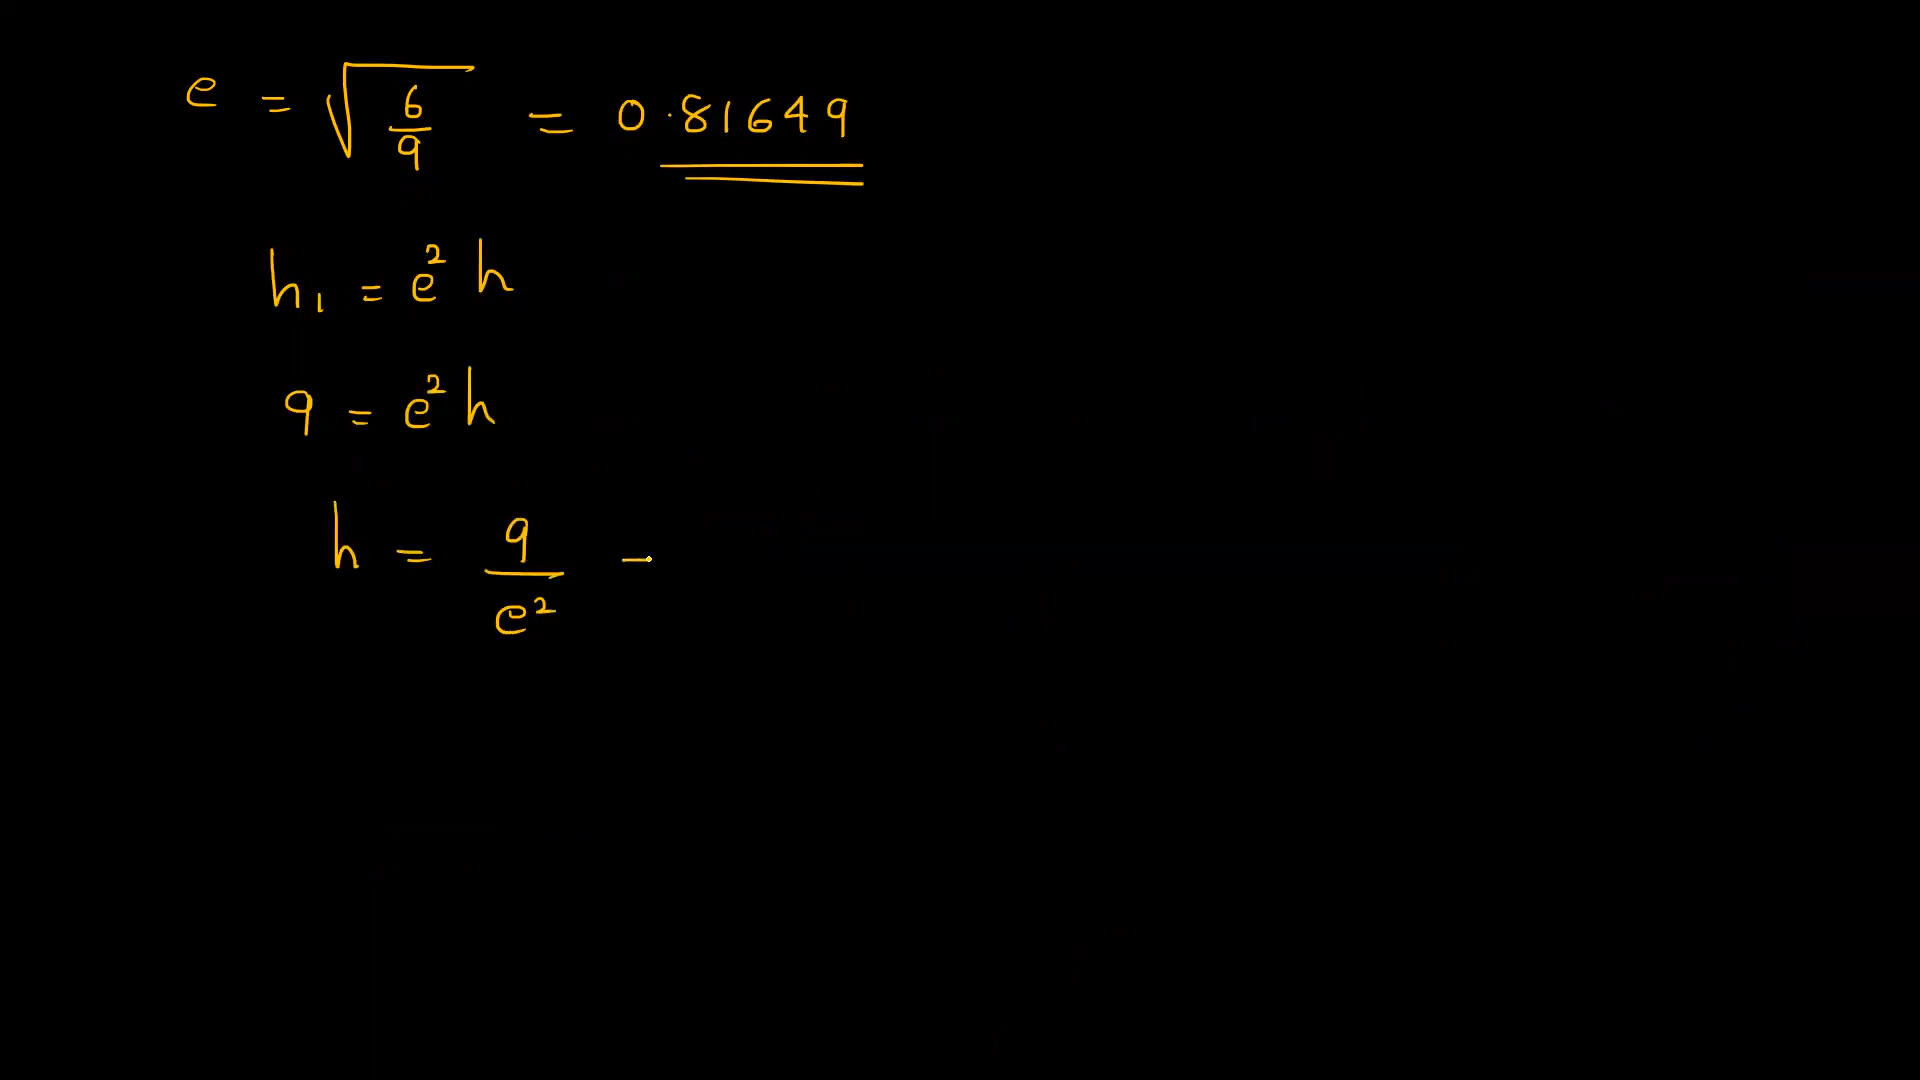 e = √(6/9) = 0.81649
h₁ = e² h
9 = e² h
h = 9/e² -